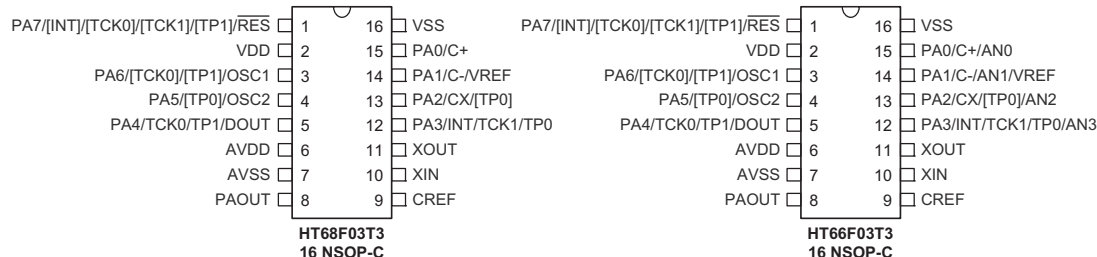 PA7/[INT]/[TCK0]/[TCK1]/[TP1]/RES 1 16 VSS
VDD 2 15 PA0/C+
PA6/[TCK0]/[TP1]/OSC1 3 14 PA1/C-/VREF
PA5/[TP0]/OSC2 4 13 PA2/CX/[TP0]
PA4/TCK0/TP1/DOUT 5 12 PA3/INT/TCK1/TP0
AVDD 6 11 XOUT
AVSS 7 10 XIN
PAOUT 8 9 CREF
HT68F03T3
16 NSOP-C
PA7/[INT]/[TCK0]/[TCK1]/[TP1]/RES 1 16 VSS
VDD 2 15 PA0/C+/AN0
PA6/[TCK0]/[TP1]/OSC1 3 14 PA1/C-/AN1/VREF
PA5/[TP0]/OSC2 4 13 PA2/CX/[TP0]/AN2
PA4/TCK0/TP1/DOUT 5 12 PA3/INT/TCK1/TP0/AN3
AVDD 6 11 XOUT
AVSS 7 10 XIN
PAOUT 8 9 CREF
HT66F03T3
16 NSOP-C